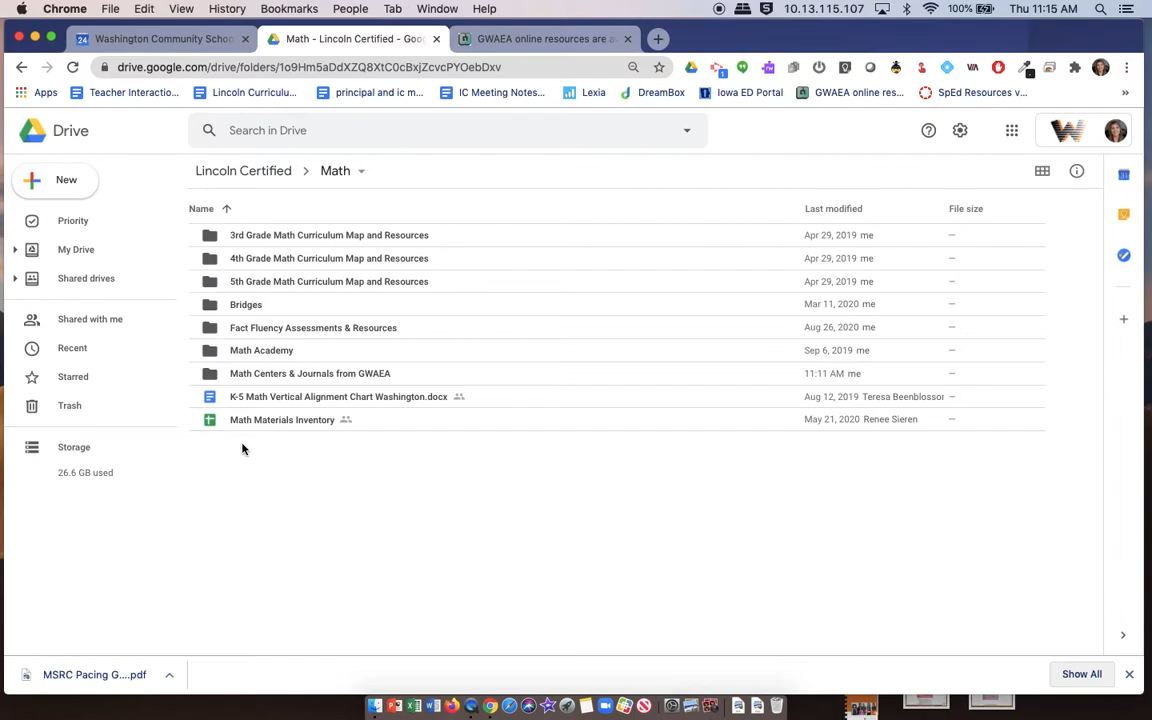 Chrome File Edit View History Bookmarks People Tab Window Help 10.13.115.107 100% Thu 11:15 AM
24 Washington Community Schoo Math - Lincoln Certified - Goo GWAEA online resources are a
drive.google.com/drive/folders/1o9Hm5aDdXZQ8XtC0cBxjZcvcPYOebDxv
Apps Teacher Interactio... Lincoln Curriculu... principal and ic m... IC Meeting Notes... Lexia DreamBox Iowa ED Portal GWAEA online res... SpEd Resources v... »
Drive Search in Drive
New
Lincoln Certified > Math
Name Last modified File size
Priority
My Drive
Shared drives
Shared with me
Recent
Starred
Trash
Storage
26.6 GB used
3rd Grade Math Curriculum Map and Resources Apr 29, 2019 me —
4th Grade Math Curriculum Map and Resources Apr 29, 2019 me —
5th Grade Math Curriculum Map and Resources Apr 29, 2019 me —
Bridges Mar 11, 2020 me —
Fact Fluency Assessments & Resources Aug 26, 2020 me —
Math Academy Sep 6, 2019 me —
Math Centers & Journals from GWAEA 11:11 AM me —
K-5 Math Vertical Alignment Chart Washington.docx Aug 12, 2019 Teresa Beenblossor —
Math Materials Inventory May 21, 2020 Renee Sieren —
MSRC Pacing G....pdf Show All